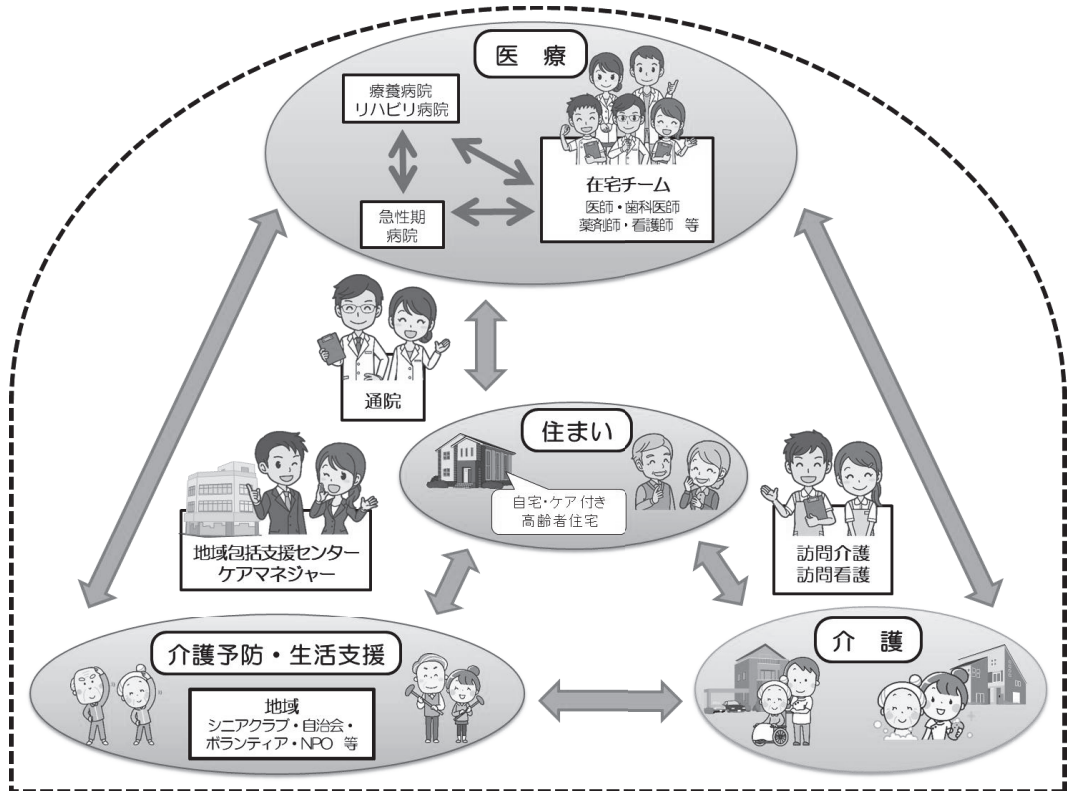 医 療
療養病院
リハビリ病院
在宅チーム
医師・歯科医師
薬剤師・看護師 等
急性期
病院
通院
住まい
自宅・ケア付き
高齢者住宅
地域包括支援センター
ケアマネジャー
訪問介護
訪問看護
介護予防・生活支援
地域
シニアクラブ・自治会・
ボランティア・NPO 等
介 護